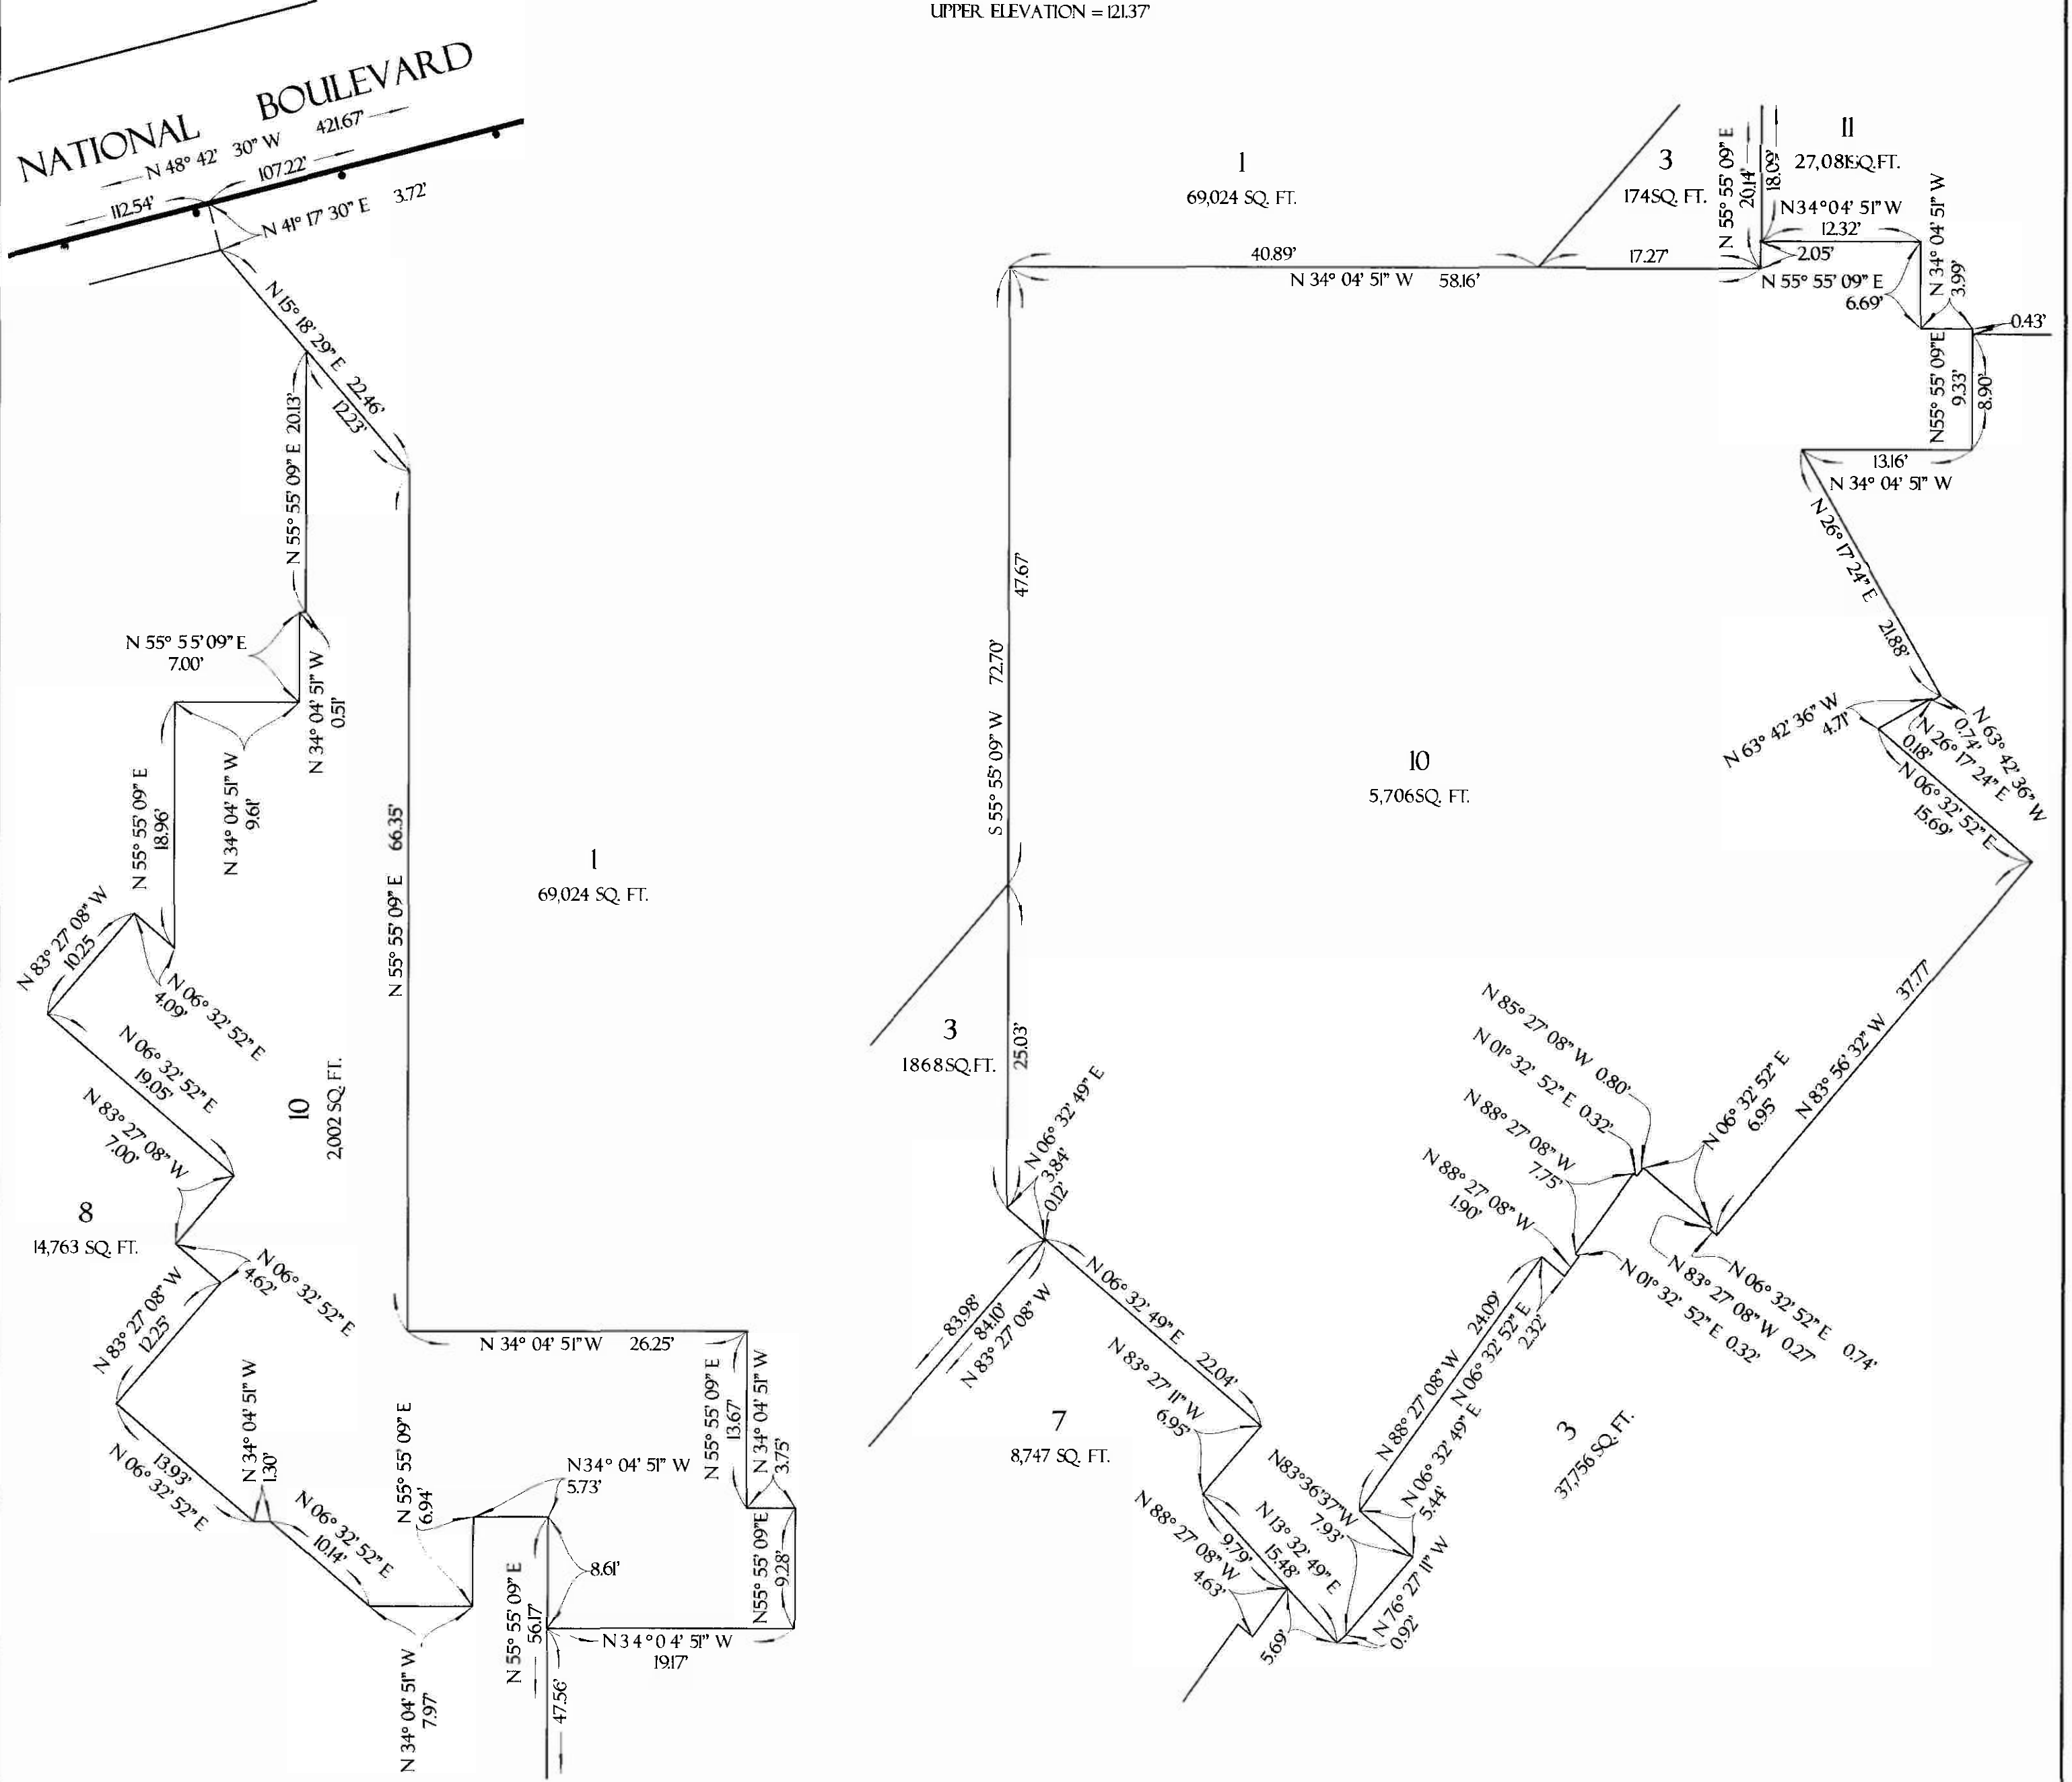 UPPER ELEVATION = 121.37'
NATIONAL BOULEVARD
N 48° 42' 30" W 421.67'
107.22'
112.54'
N 41° 17' 30" E 3.72'
N 15° 18' 29" E 22.46'
12.23'
N 55° 55' 09" E 20.13'
N 55° 55' 09" E
7.00'
N 34° 04' 51" W
0.51'
N 34° 04' 51" W
9.61'
N 55° 55' 09" E
18.96'
N 83° 27' 08" W
10.25
N 06° 32' 52" E
4.09'
N 06° 32' 52" E
19.05'
N 83° 27' 08" W
7.00'
10
2,002 SQ. FT.
8
14,763 SQ. FT.
N 06° 32' 52" E
4.62'
N 83° 27' 08" W
12.25'
N 34° 04' 51" W
1.30'
13.93'
N 06° 32' 52" E
N 06° 32' 52" E
10.14'
N 55° 55' 09" E
6.94'
N 34° 04' 51" W
7.97'
N34° 04' 51" W
5.73'
8.61'
N 55° 55' 09" E
56.17'
47.56'
N 55° 55' 09" E 66.35'
1
69,024 SQ. FT.
N 34° 04' 51" W 26.25'
N 55° 55' 09" E
13.67'
N 34° 04' 51" W
3.75'
N55° 55' 09"E
9.28'
N34°04' 51" W
19.17'
1
69,024 SQ. FT.
3
174SQ. FT.
11
27,081SQ.FT.
N 55° 55' 09" E
20.14'
18.09'
N34°04' 51" W
12.32'
2.05'
N 55° 55' 09" E
6.69'
N 34° 04' 51" W
3.99'
0.43'
40.89'
17.27'
N 34° 04' 51" W 58.16'
N55° 55' 09"E
9.33'
8.90'
13.16'
N 34° 04' 51" W
N 26° 17' 24" E 21.88'
47.67'
S 55° 55' 09" W 72.70'
10
5,706SQ. FT.
N 63° 42' 36" W
4.71'
N 63° 42' 36" W
0.74'
N 26° 17' 24" E
0.18'
N 06° 32' 52" E
15.69'
37.77'
N 83° 56' 32" W
3
1868SQ.FT.
25.03'
N 06° 32' 49" E
3.84'
0.12'
83.98'
84.10'
N 83° 27' 08" W
N 06° 32' 49" E 22.04'
N 85° 27' 08" W 0.80'
N 01° 32' 52" E 0.32'
N 88° 27' 08" W
7.75'
N 88° 27' 08" W
1.90'
N 06° 32' 52" E
6.95'
N 06° 32' 52" E 0.74'
N 83° 27' 08" W 0.27'
N 01° 32' 52" E 0.32'
24.09'
N 88° 27' 08" W
N 06° 32' 52" E
2.32'
N 83° 27' 11" W
6.95'
7
8,747 SQ. FT.
3
37,756 SQ. FT.
N 06° 32' 49" E
5.44'
N83°36'37"W
7.93'
N 13° 32' 49" E
15.48'
9.79'
N 88° 27' 08" W
4.63'
5.69'
N 76° 27' 11" W
0.92'